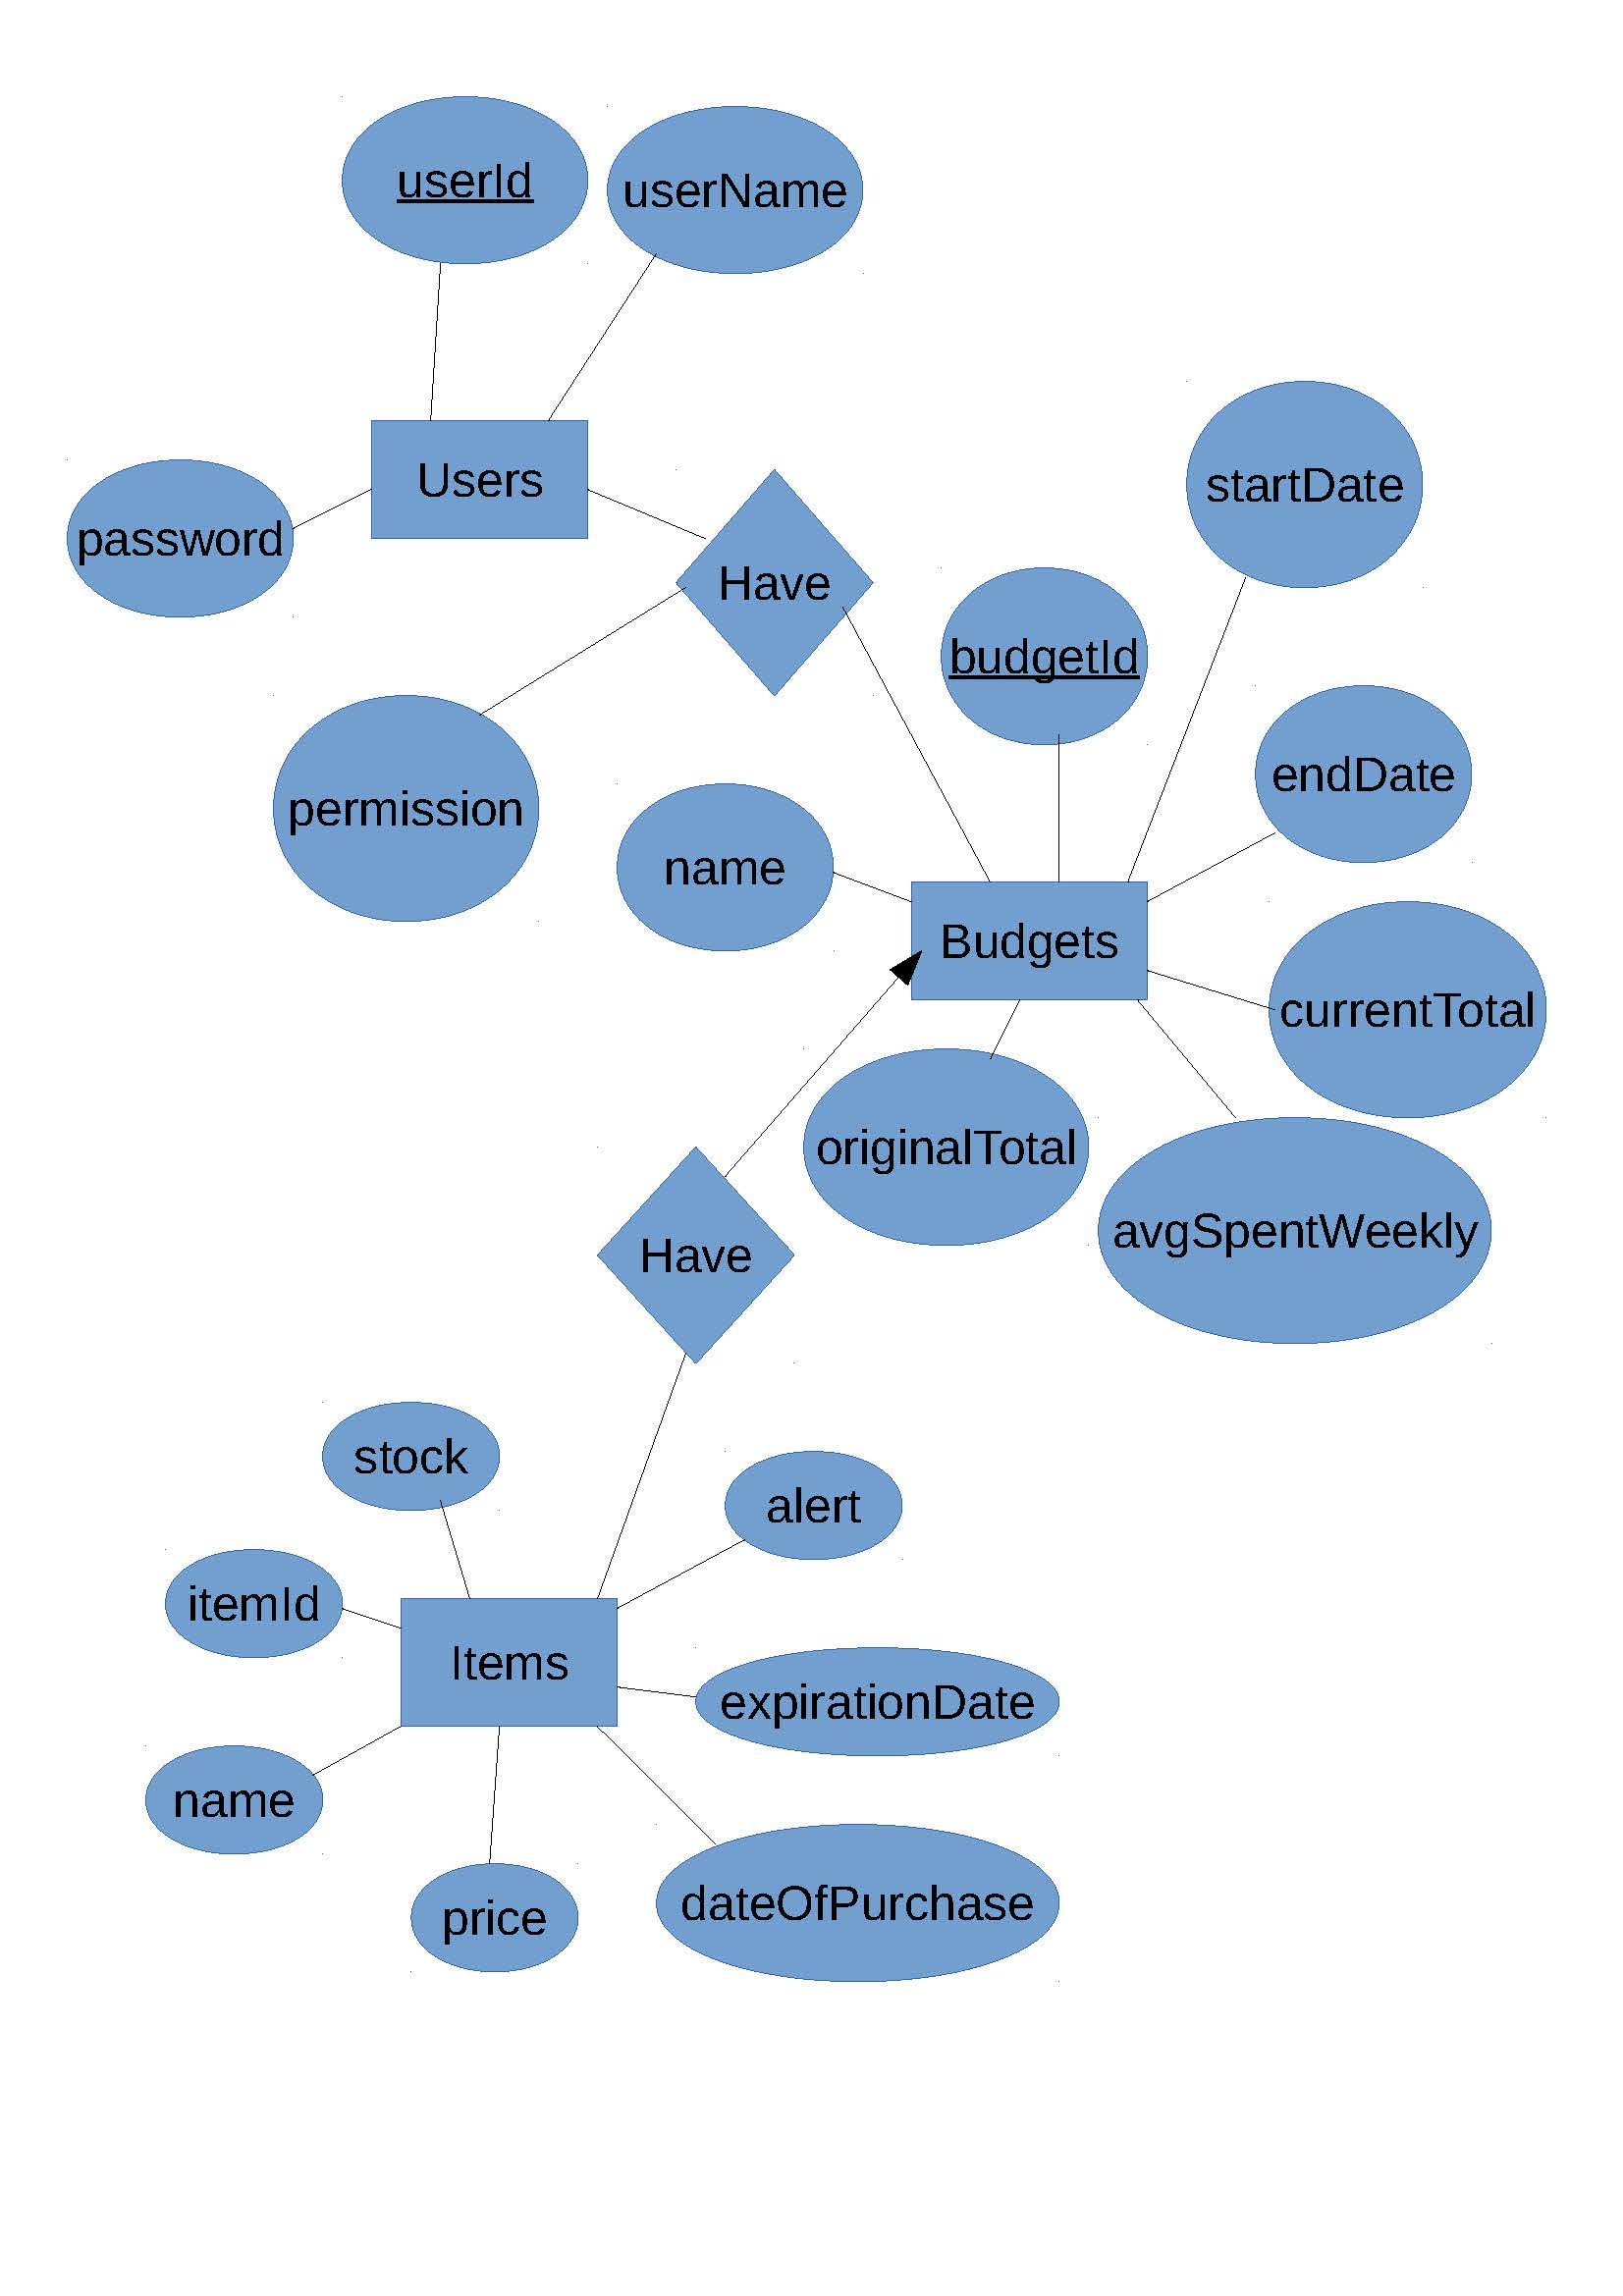 userId
userName
Users
password
Have
startDate
budgetId
endDate
permission
name
Budgets
currentTotal
originalTotal
avgSpentWeekly
Have
stock
alert
itemId
Items
expirationDate
name
price
dateOfPurchase